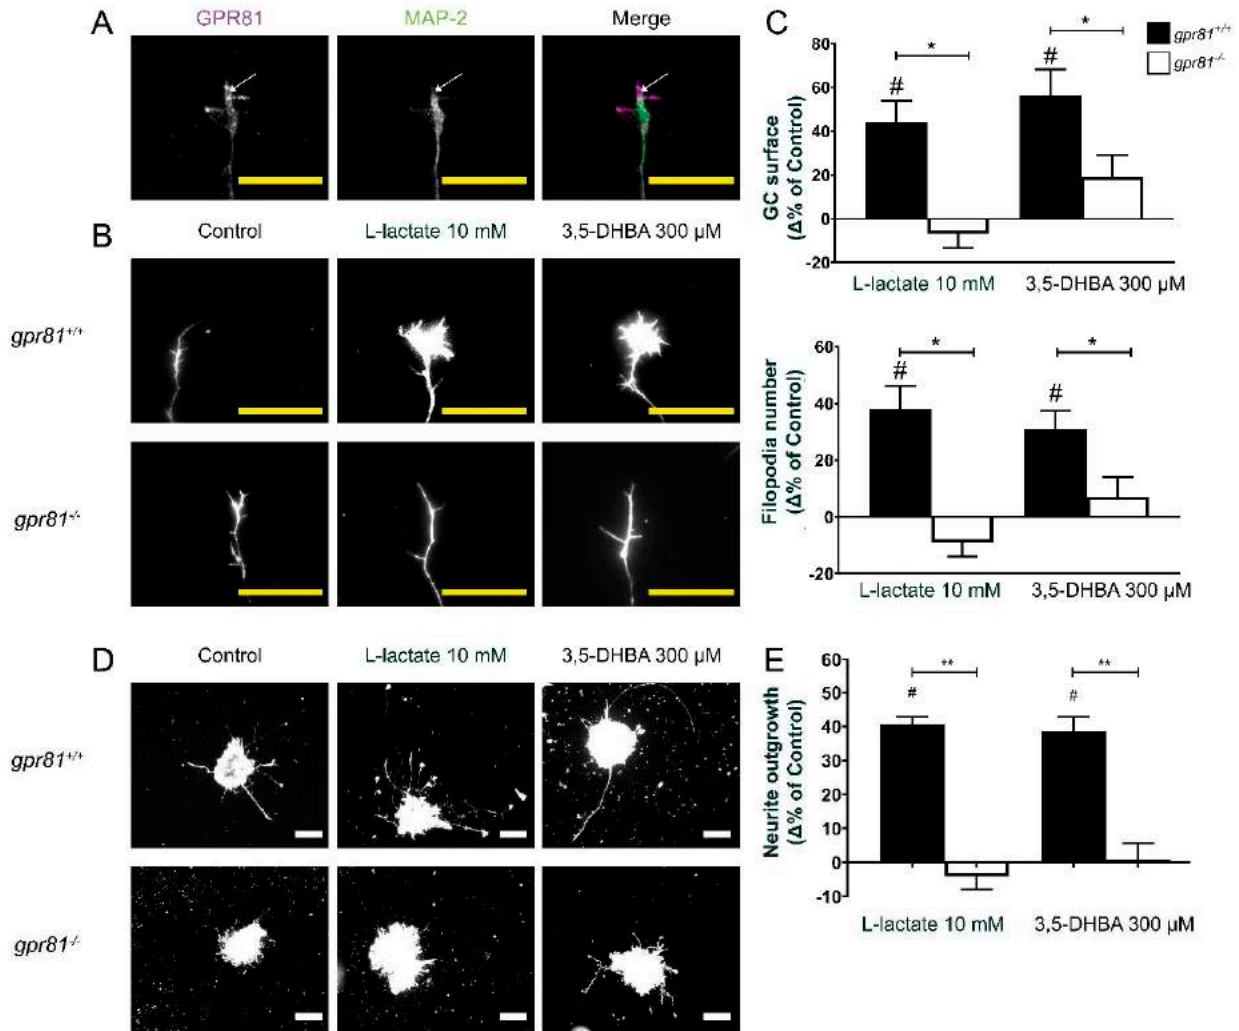 A
GPR81
MAP-2
Merge
B
Control
L-lactate 10 mM
3,5-DHBA 300 µM
gpr81+/+
gpr81-/-
C
gpr81+/+
gpr81-/-
GC surface
(Δ% of Control)
80
60
40
20
0
-20
*
*
#
#
L-lactate 10 mM
3,5-DHBA 300 µM
Filopodia number
(Δ% of Control)
60
40
20
0
-20
*
*
#
#
L-lactate 10 mM
3,5-DHBA 300 µM
D
Control
L-lactate 10 mM
3,5-DHBA 300 µM
gpr81+/+
gpr81-/-
E
Neurite outgrowth
(Δ% of Control)
60
50
40
30
20
10
0
-10
**
**
#
#
L-lactate 10 mM
3,5-DHBA 300 µM